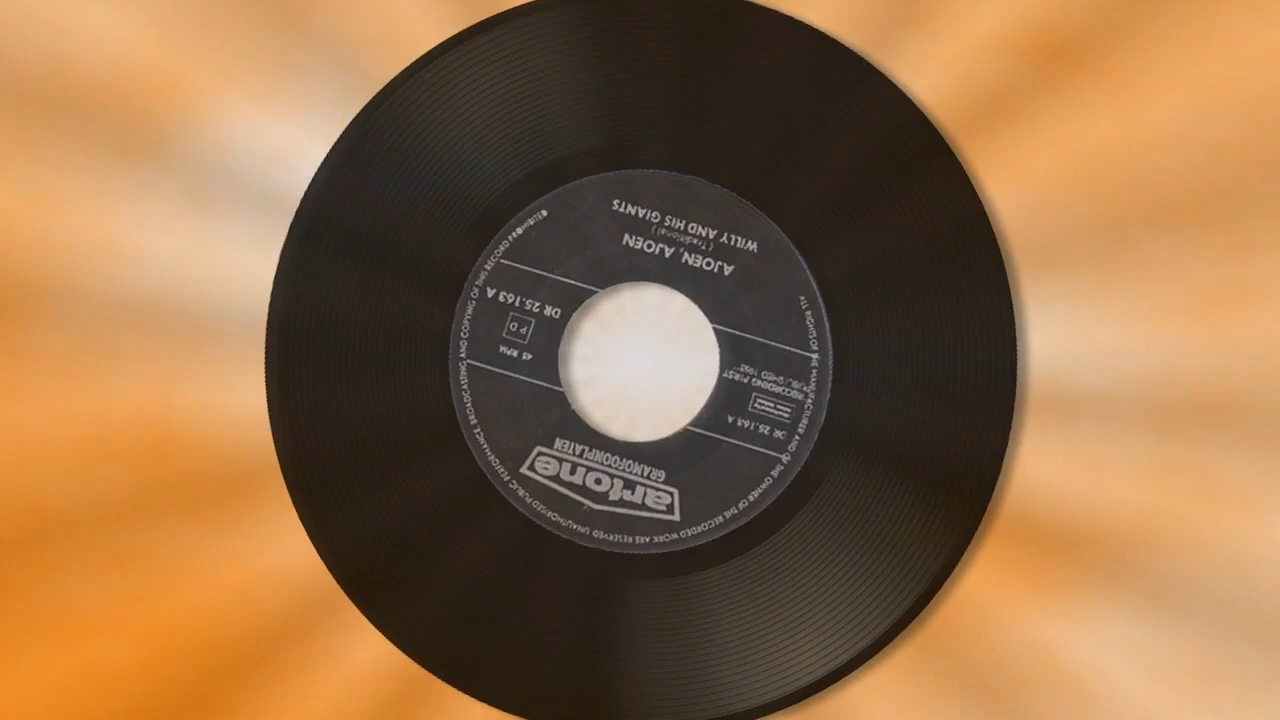 artone
GRAMOFOONPLATEN
DR 25.163 A
RECORDING FIRST
45 RPM
P D
DR 25.163 A
AJOEN, AJOEN
(Traditional)
WILLY AND HIS GIANTS
ALL RIGHTS OF THE MANUFACTURER AND OF THE OWNER OF THE RECORDED WORK ARE RESERVED UNAUTHORISED PUBLIC PERFORMANCE BROADCASTING AND COPYING OF THIS RECORD PROHIBITED